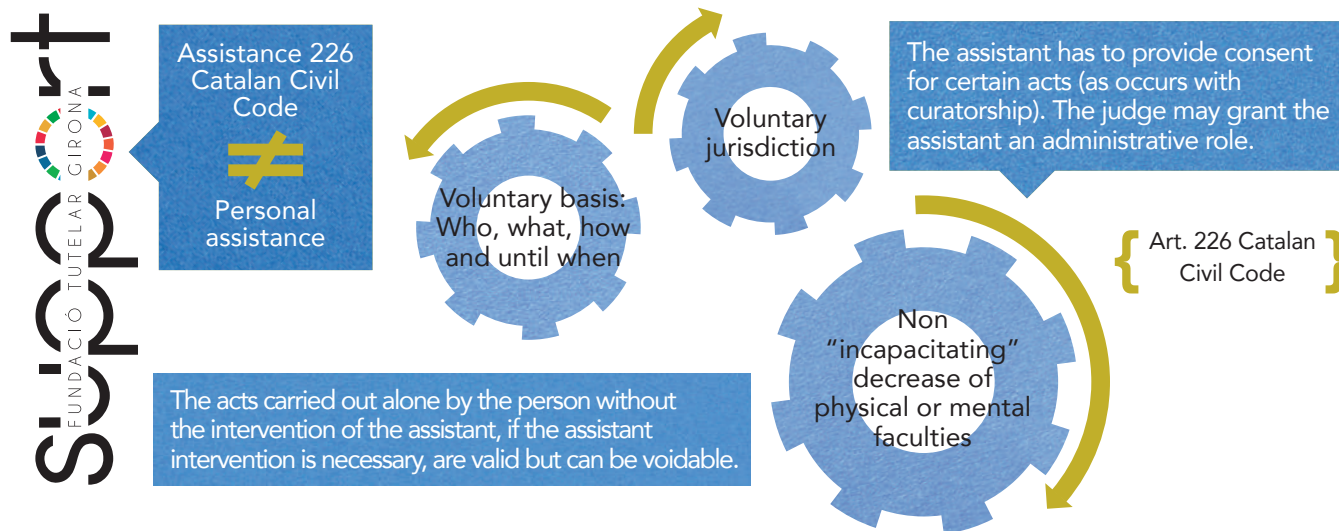 Support
FUNDACIÓ TUTELAR GIRONA
Assistance 226
Catalan Civil
Code
≠
Personal
assistance
Voluntary basis:
Who, what, how
and until when
Voluntary
jurisdiction
The assistant has to provide consent
for certain acts (as occurs with
curatorship). The judge may grant the
assistant an administrative role.
{ Art. 226 Catalan
Civil Code }
Non
“incapacitating”
decrease of
physical or mental
faculties
The acts carried out alone by the person without
the intervention of the assistant, if the assistant
intervention is necessary, are valid but can be voidable.